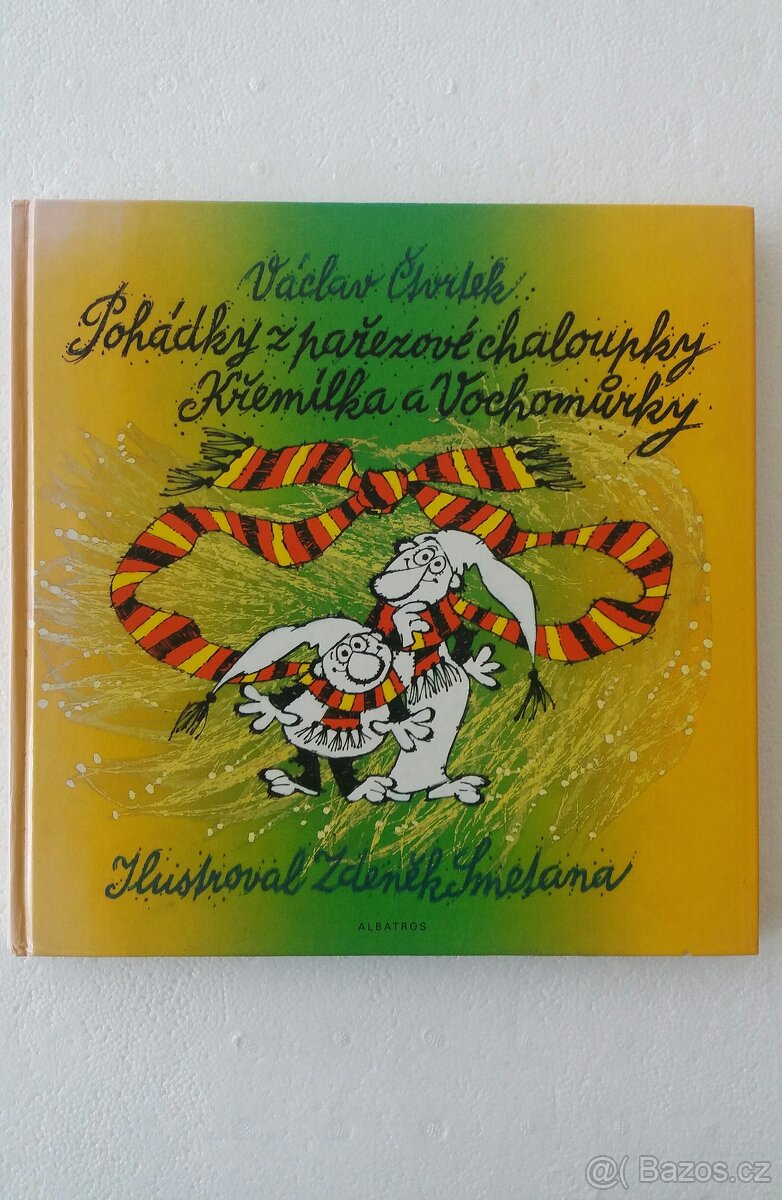 Václav Čtvrtek
Pohádky z pařezové chaloupky
Křemílka a Vochomůrky
Ilustroval Zdeněk Smetana
ALBATROS
@( Bazos.cz